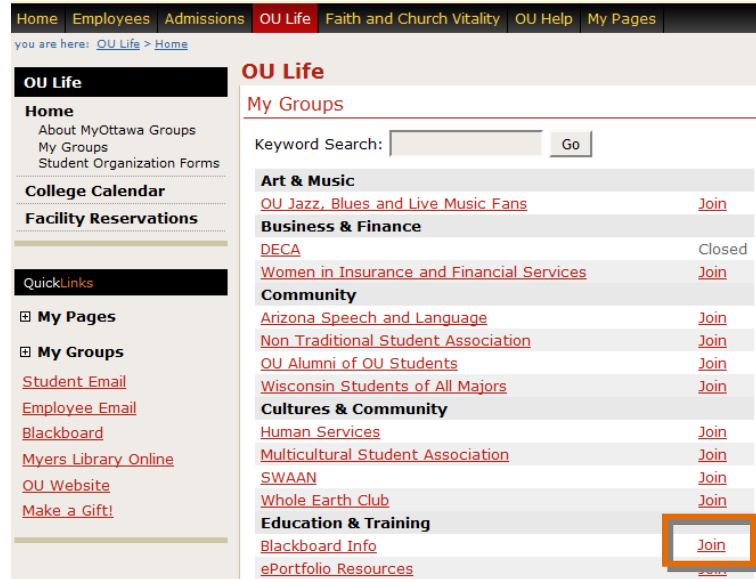 Home Employees Admissions OU Life Faith and Church Vitality OU Help My Pages
you are here: OU Life > Home
OU Life
Home
About MyOttawa Groups
My Groups
Student Organization Forms
College Calendar
Facility Reservations
QuickLinks
My Pages
My Groups
Student Email
Employee Email
Blackboard
Myers Library Online
OU Website
Make a Gift!
OU Life
My Groups
Keyword Search: Go
Art & Music
OU Jazz, Blues and Live Music Fans Join
Business & Finance
DECA Closed
Women in Insurance and Financial Services Join
Community
Arizona Speech and Language Join
Non Traditional Student Association Join
OU Alumni of OU Students Join
Wisconsin Students of All Majors Join
Cultures & Community
Human Services Join
Multicultural Student Association Join
SWAAN Join
Whole Earth Club Join
Education & Training
Blackboard Info Join
ePortfolio Resources